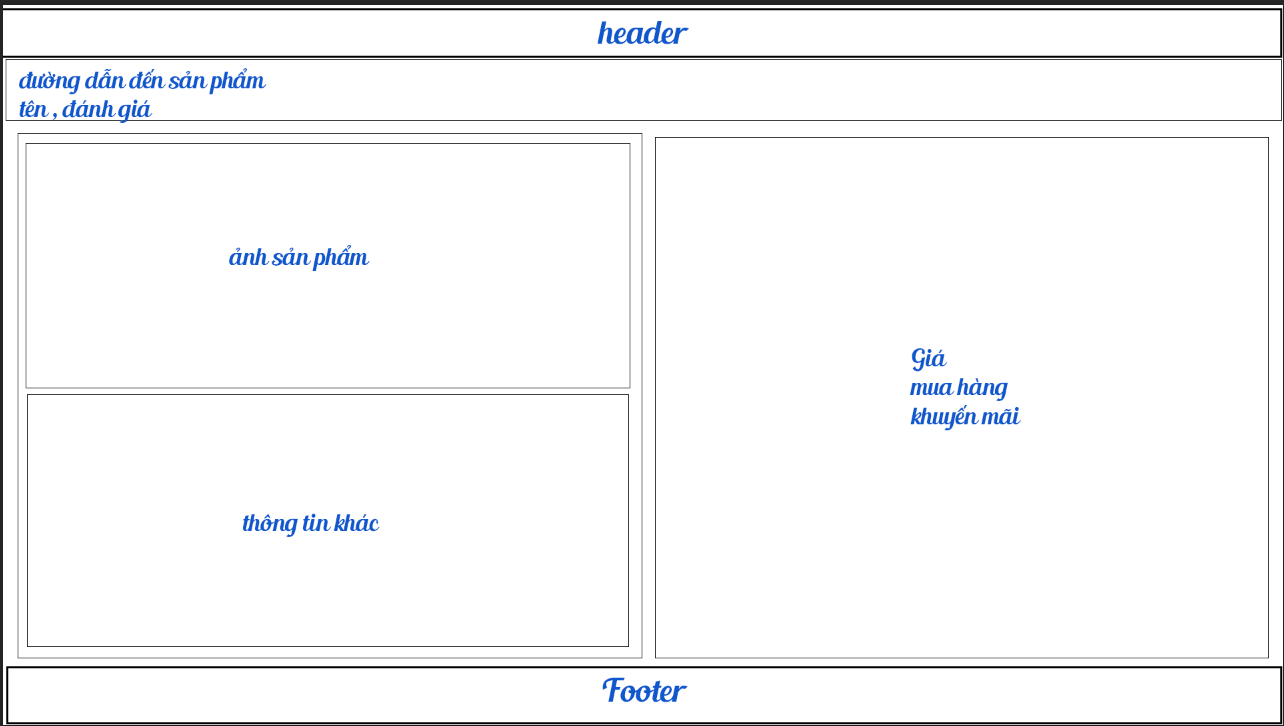 header
đường dẫn đến sản phẩm
tên , đánh giá
ảnh sản phẩm
thông tin khác
Giá
mua hàng
khuyến mãi
Footer